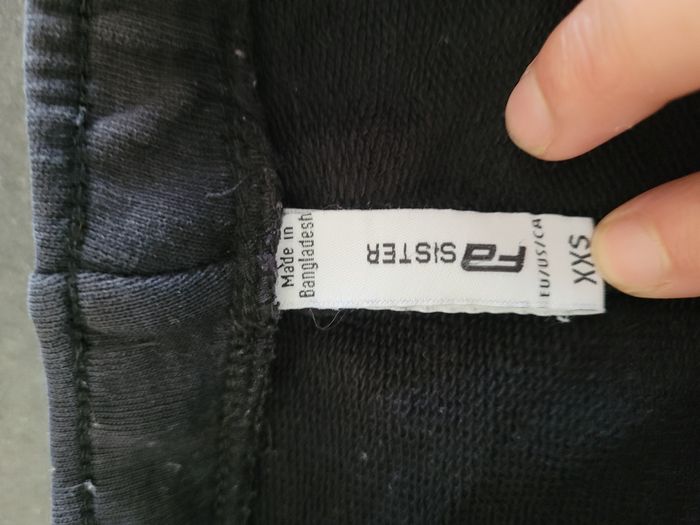 Made in
Bangladesh
FB
SISTER
EU/US/CA
XXS